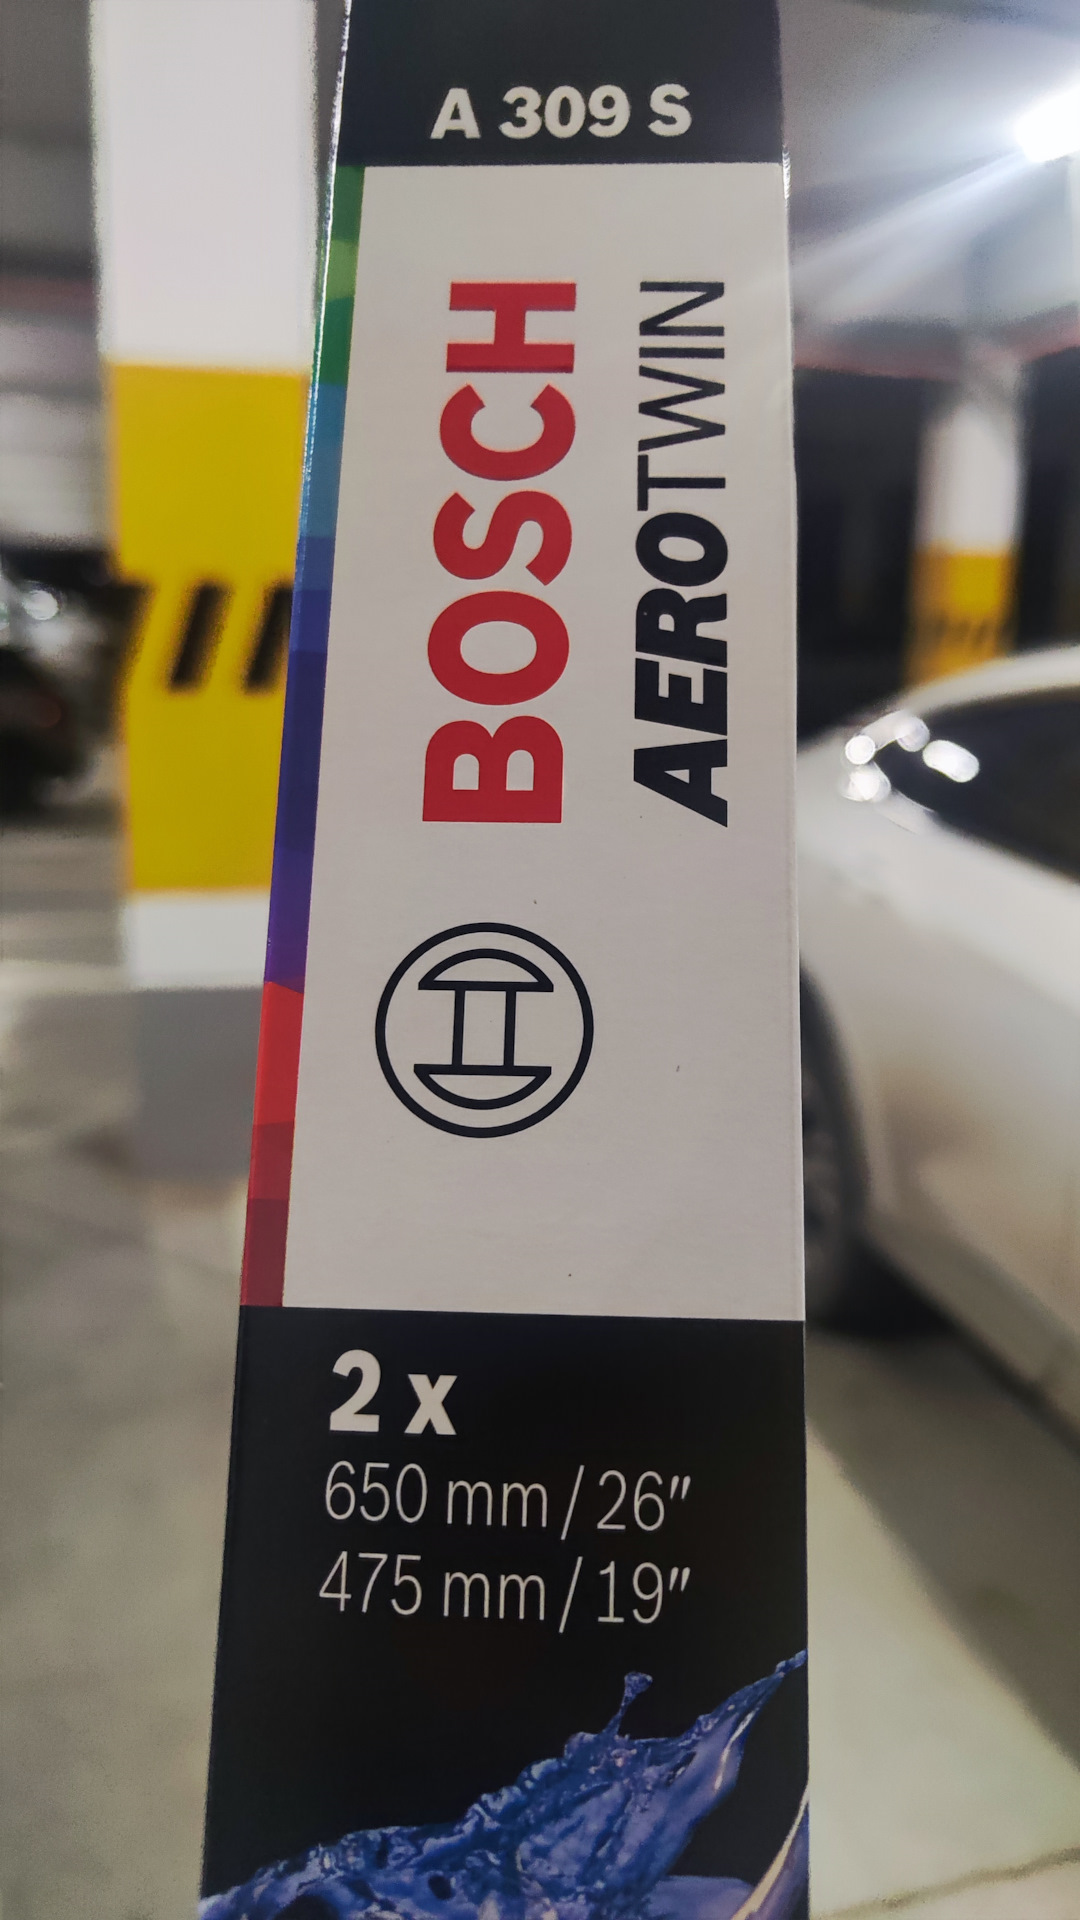 A 309 S
BOSCH
AEROTWIN
2 x
650 mm / 26"
475 mm / 19"